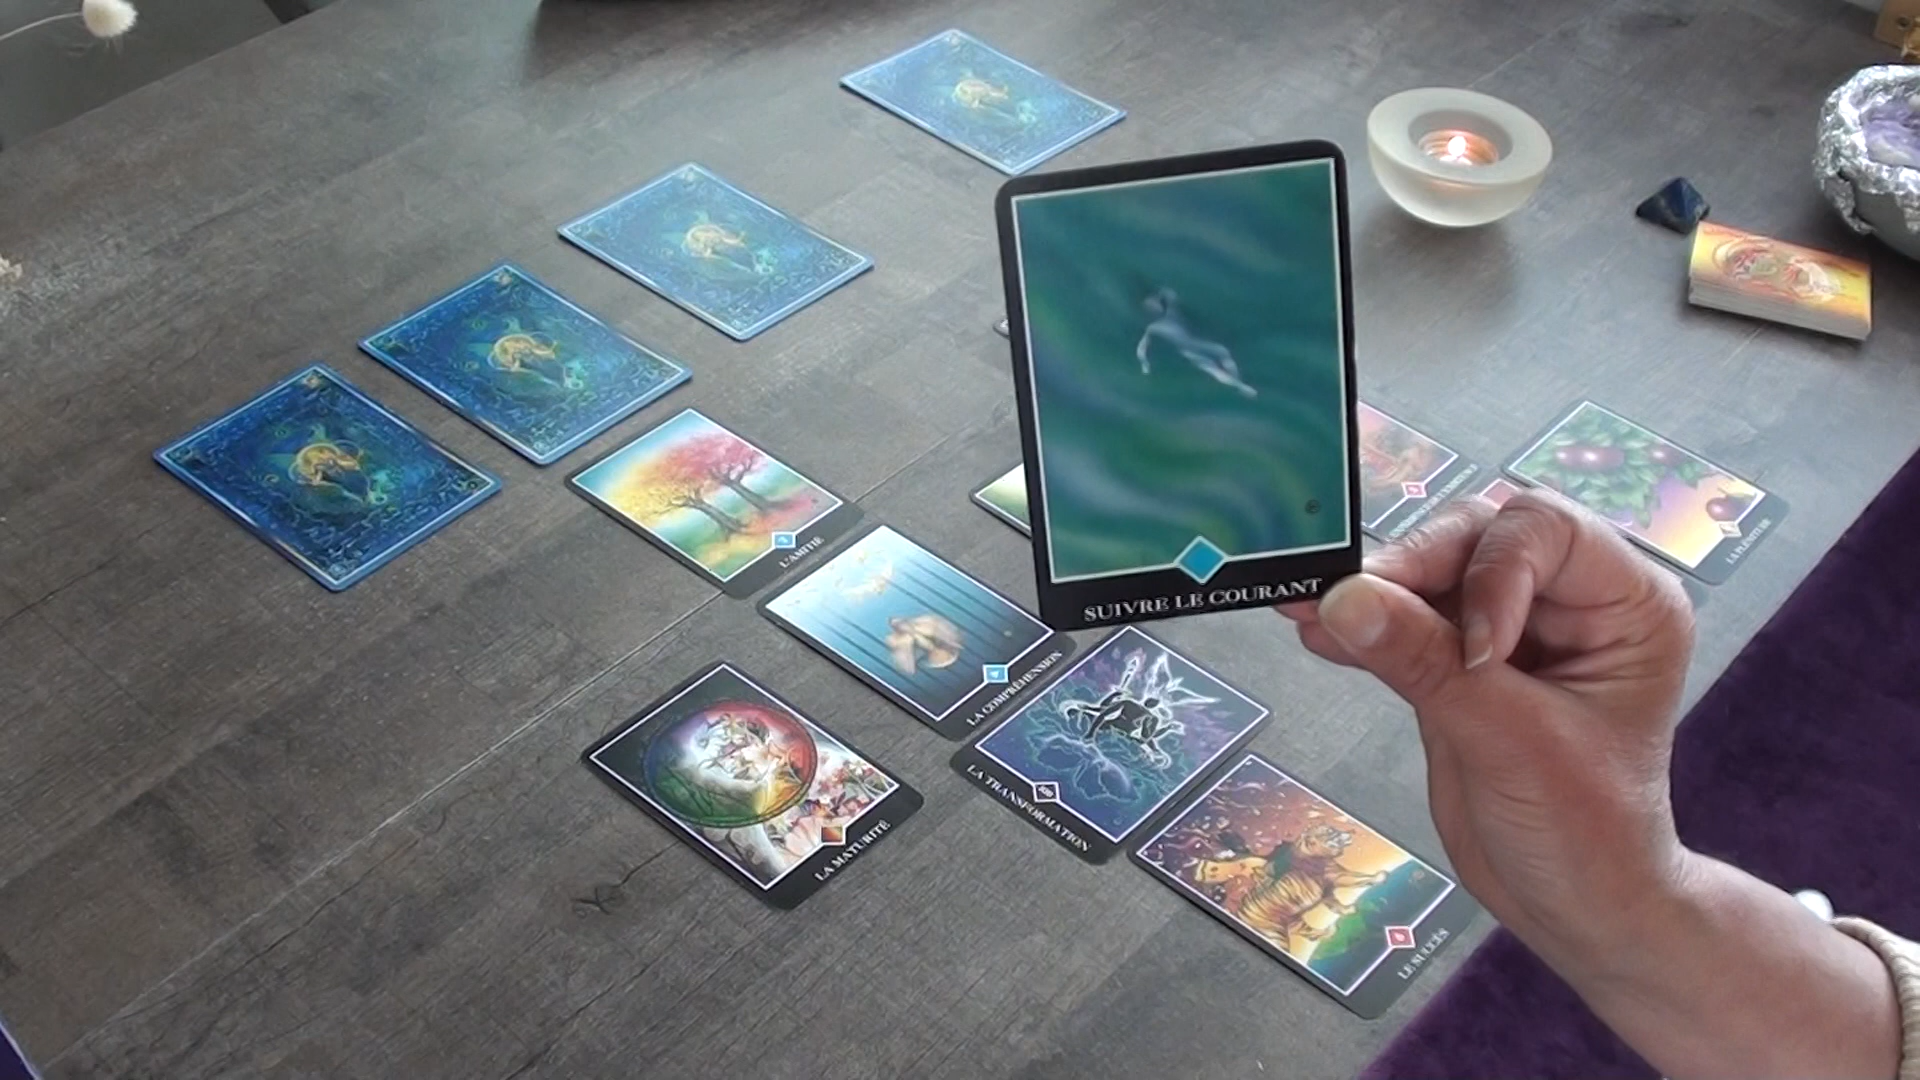 SUIVRE LE COURANT
L'AMITIÉ
LA COMPRÉHENSION
LA PLÉNITUDE
LA TRANSFORMATION
LA MATURITÉ
LE SUCCÈS